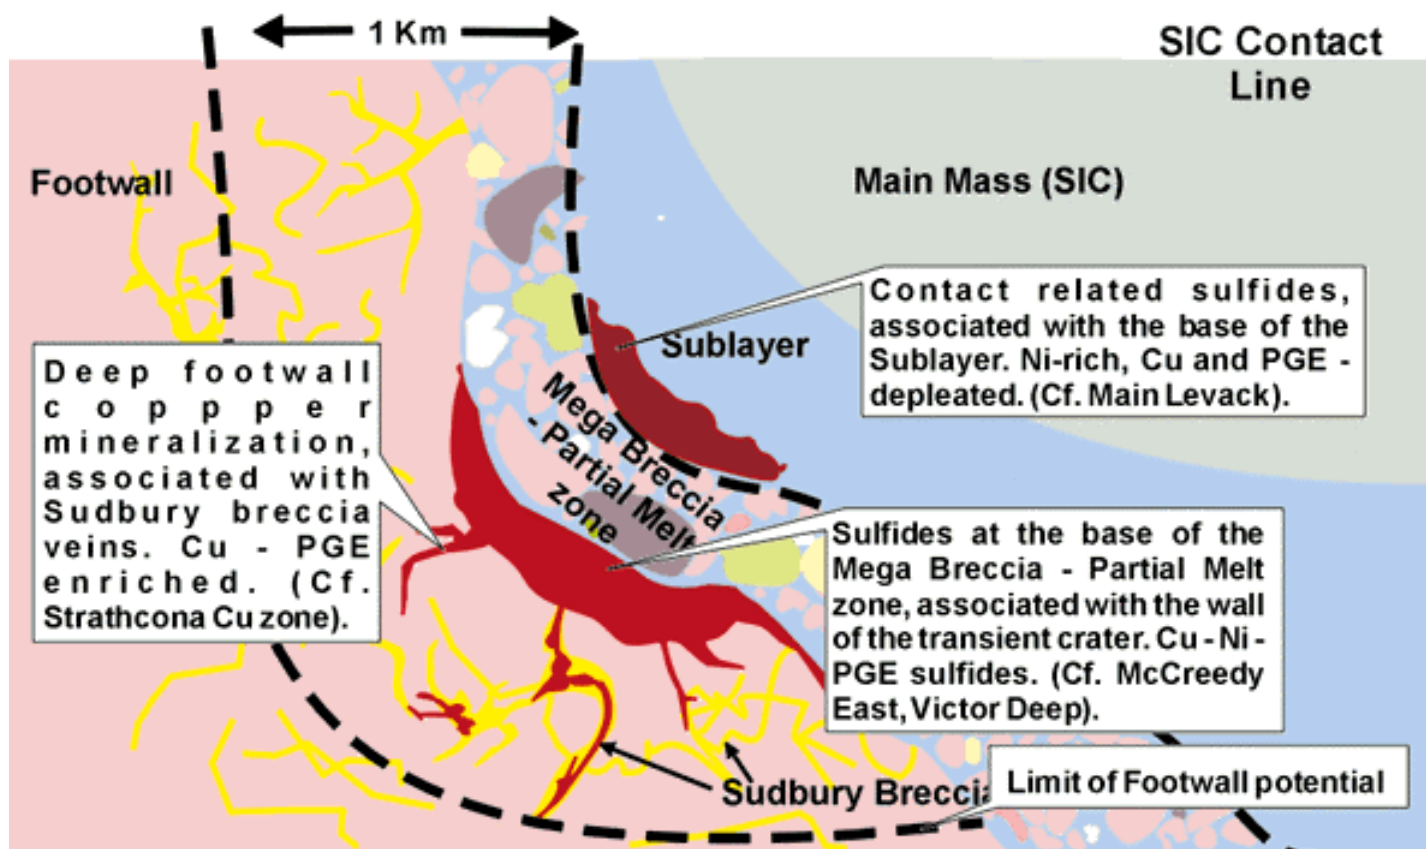 1 Km
SIC Contact
Line
Footwall
Main Mass (SIC)
Contact related sulfides,
associated with the base of the
Sublayer. Ni-rich, Cu and PGE -
depleated. (Cf. Main Levack).
Sublayer
Deep footwall
coppper
mineralization,
associated with
Sudbury breccia
veins. Cu - PGE
enriched. (Cf.
Strathcona Cu zone).
Mega Breccia
- Partial Melt
zone
Sulfides at the base of the
Mega Breccia - Partial Melt
zone, associated with the wall
of the transient crater. Cu - Ni -
PGE sulfides. (Cf. McCreedy
East, Victor Deep).
Sudbury Breccia
Limit of Footwall potential